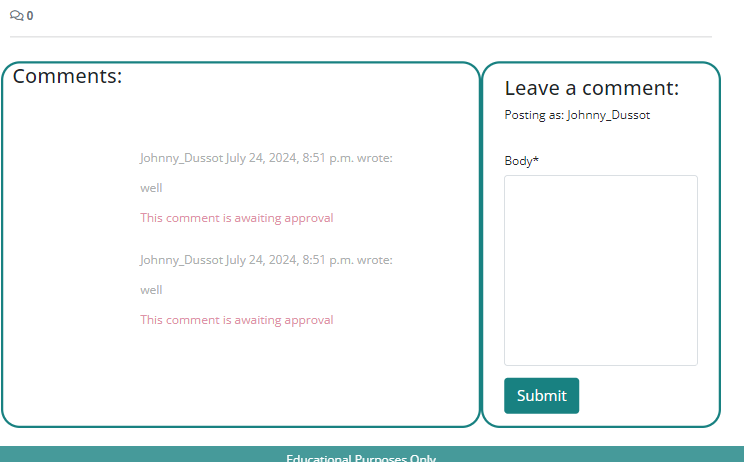 0
Comments:
Johnny_Dussot July 24, 2024, 8:51 p.m. wrote:
well
This comment is awaiting approval
Johnny_Dussot July 24, 2024, 8:51 p.m. wrote:
well
This comment is awaiting approval
Leave a comment:
Posting as: Johnny_Dussot
Body*
Submit
Educational Purposes Only